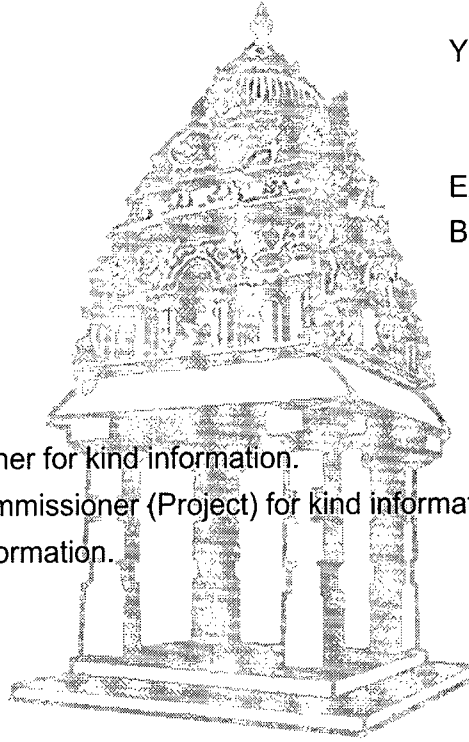 Y
E
B
ner for kind information.
mmissioner (Project) for kind informat
ormation.